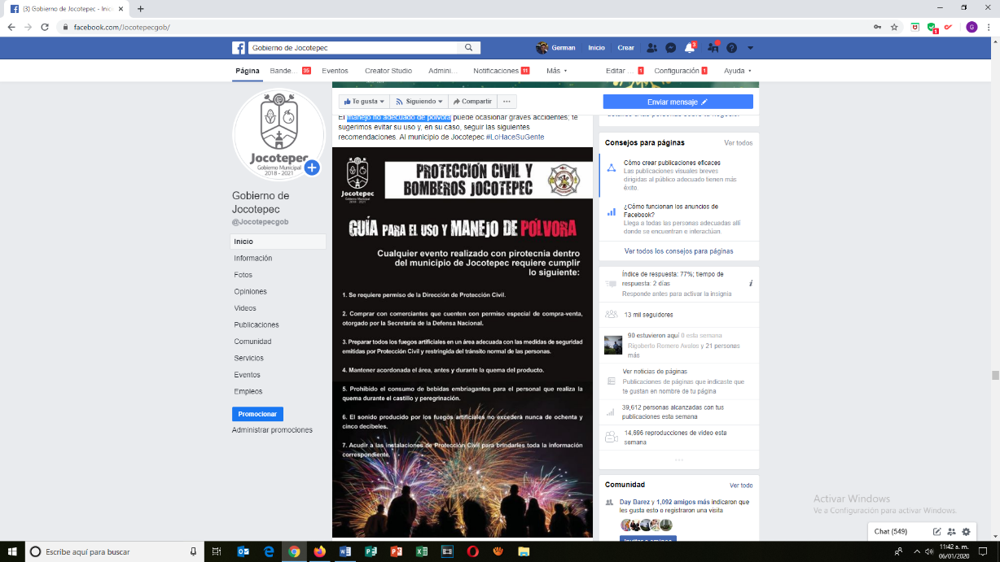 (3) Gobierno de Jocotepec - Inici
facebook.com/Jocotepecgob/
Gobierno de Jocotepec
German
Inicio
Crear
3
Página
Bande... 35
Eventos
Creator Studio
Admini...
Notificaciones 11
Más
Editar ... 1
Configuración 1
Ayuda
Jocotepec
Gobierno Municipal
2018 - 2021
Gobierno de
Jocotepec
@Jocotepecgob
Inicio
Información
Fotos
Opiniones
Videos
Publicaciones
Comunidad
Servicios
Eventos
Empleos
Promocionar
Administrar promociones
Te gusta
Siguiendo
Compartir
...
Enviar mensaje
El manejo no adecuado de pólvora puede ocasionar graves accidentes; te
sugerimos evitar su uso y, en su caso, seguir las siguientes
recomendaciones. Al municipio de Jocotepec #LoHaceSuGente
Jocotepec
Gobierno Municipal
2018 - 2021
PROTECCIÓN CIVIL Y
BOMBEROS JOCOTEPEC
GUÍA PARA EL USO Y MANEJO DE PÓLVORA
Cualquier evento realizado con pirotecnia dentro
del municipio de Jocotepec requiere cumplir
lo siguiente:
1. Se requiere permiso de la Dirección de Protección Civil.
2. Comprar con comerciantes que cuenten con permiso especial de compra-venta,
otorgado por la Secretaría de la Defensa Nacional.
3. Preparar todos los fuegos artificiales en un área adecuada con las medidas de seguridad
emitidas por Protección Civil y restringida del tránsito normal de las personas.
4. Mantener acordonada el área, antes y durante la quema del producto.
5. Prohibido el consumo de bebidas embriagantes para el personal que realiza la
quema durante el castillo y peregrinación.
6. El sonido producido por los fuegos artificiales no excederá nunca de ochenta y
cinco decibeles.
7. Acudir a las instalaciones de Protección Civil para brindarles toda la información
correspondiente.
detalles a las personas sobre tu negocio.
Consejos para páginas
Ver todos
Cómo crear publicaciones eficaces
Las publicaciones visuales breves
dirigidas al público adecuado tienen más
éxito.
¿Cómo funcionan los anuncios de
Facebook?
Llega a todas las personas adecuadas allí
donde se encuentran e interactúan.
Ver todos los consejos para páginas
Índice de respuesta: 77%; tiempo de
respuesta: 2 días
Responde antes para activar la insignia
13 mil seguidores
90 estuvieron aquí 0 esta semana
Rigoberto Romero Avalos y 21 personas
más
Ver noticias de páginas
Publicaciones de páginas que indicaste que
te gustan en nombre de tu página
39,612 personas alcanzadas con tus
publicaciones esta semana
14,696 reproducciones de video esta
semana
...
Comunidad
Ver todo
Day Barez y 1,092 amigos más indicaron que
les gusta esto o registraron una visita
Invitar a amigos
Activar Windows
Ve a Configuración para activar Windows.
Chat (549)
Escribe aquí para buscar
11:42 a. m.
06/01/2020